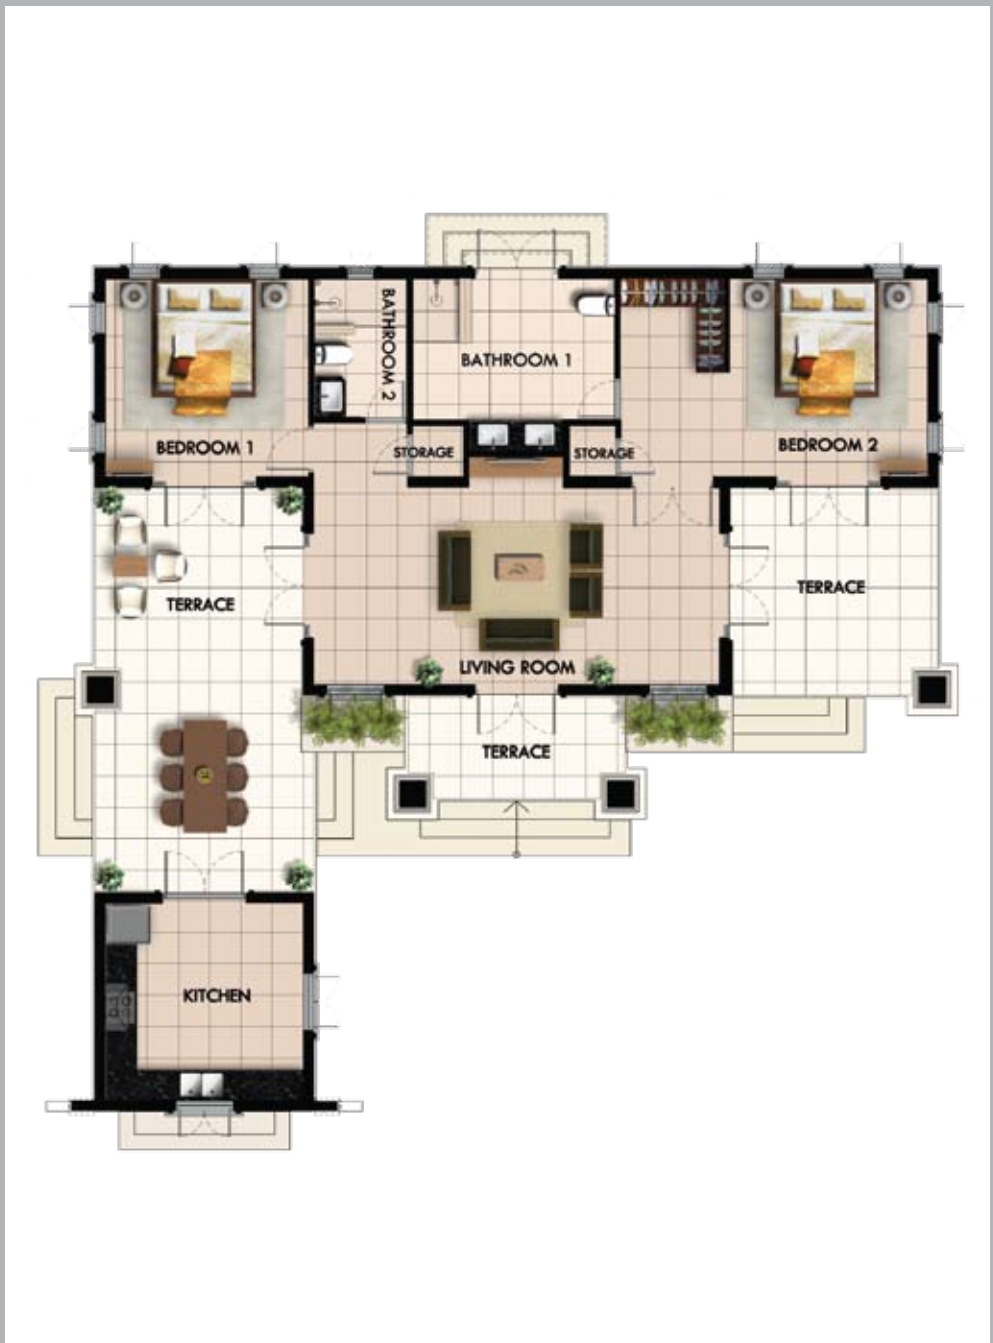 BATHROOM 2
BATHROOM 1
BEDROOM 1
STORAGE
STORAGE
BEDROOM 2
TERRACE
TERRACE
LIVING ROOM
TERRACE
KITCHEN